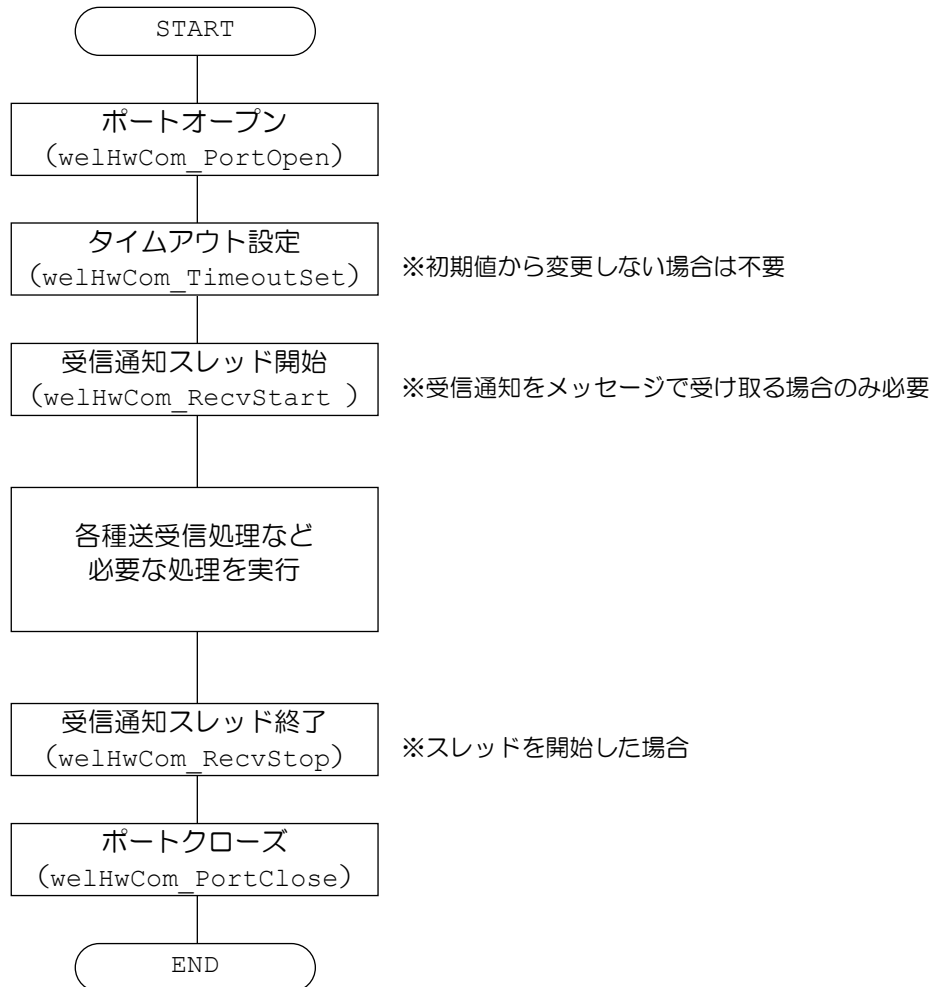 START
ポートオープン
（welHwCom_PortOpen）
タイムアウト設定
（welHwCom_TimeoutSet）
※初期値から変更しない場合は不要
受信通知スレッド開始
（welHwCom_RecvStart ）
※受信通知をメッセージで受け取る場合のみ必要
各種送受信処理など
必要な処理を実行
受信通知スレッド終了
（welHwCom_RecvStop）
※スレッドを開始した場合
ポートクローズ
（welHwCom_PortClose）
END